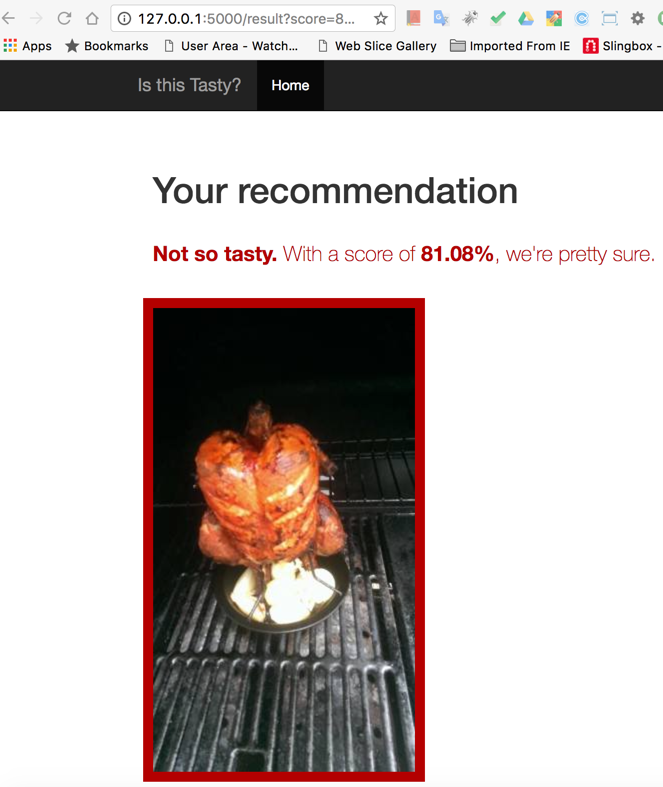 127.0.0.1:5000/result?score=8...
Apps Bookmarks User Area - Watch... Web Slice Gallery Imported From IE Slingbox -
Is this Tasty? Home
Your recommendation
Not so tasty. With a score of 81.08%, we're pretty sure.